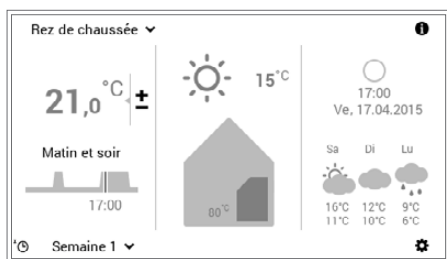 Rez de chaussée
21,0 °C ±
15°C
17:00
Ve, 17.04.2015
Matin et soir
17:00
80°C
Sa Di Lu
16°C 12°C 9°C
11°C 10°C 6°C
Semaine 1